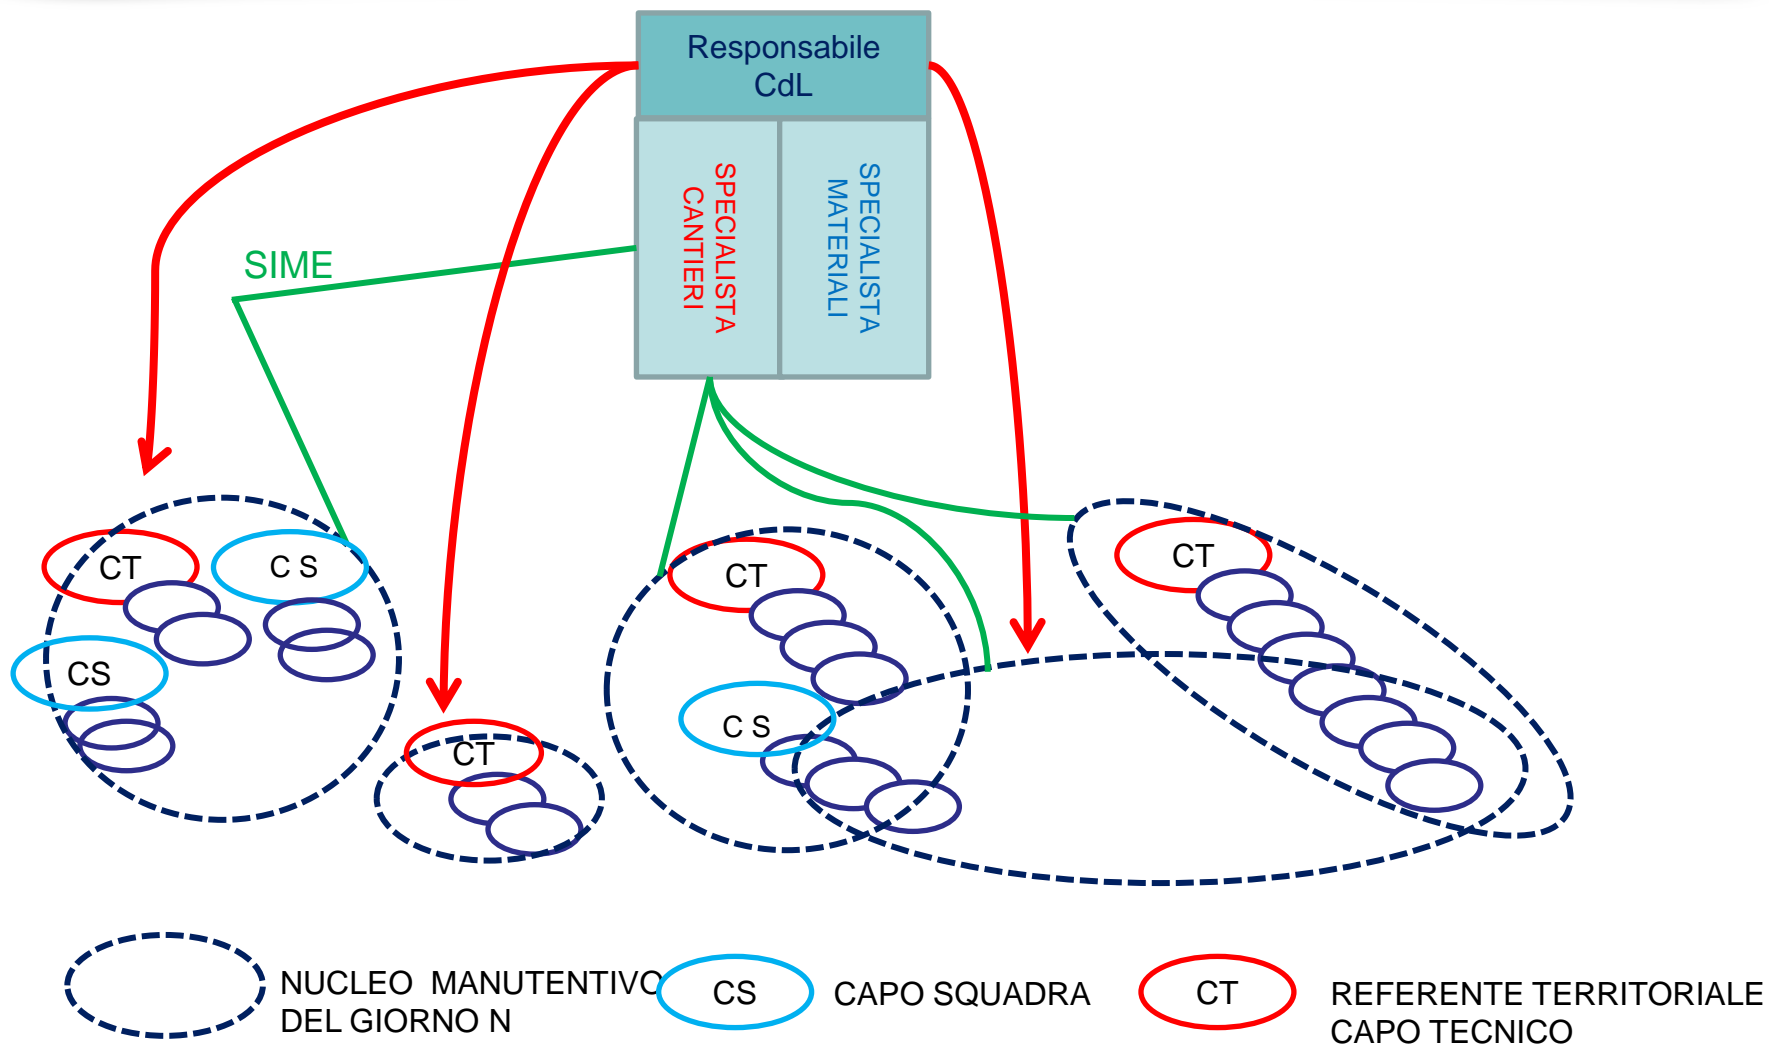 Responsabile
CdL
SPECIALISTA
CANTIERI
SPECIALISTA
MATERIALI
SIME
CT
C S
CS
CT
CT
C S
CT
NUCLEO MANUTENTIVO
DEL GIORNO N
CS
CAPO SQUADRA
CT
REFERENTE TERRITORIALE
CAPO TECNICO